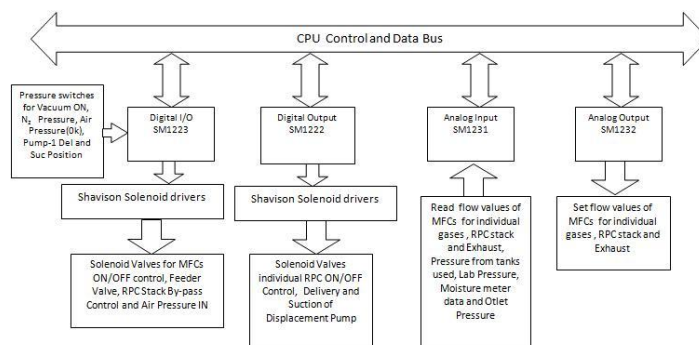 CPU Control and Data Bus
Pressure switches
for Vacuum ON,
N₂ Pressure, Air
Pressure(0k),
Pump-1 Del and
Suc Position
Digital I/O
SM1223
Digital Output
SM1222
Analog Input
SM1231
Analog Output
SM1232
Shavison Solenoid drivers
Shavison Solenoid drivers
Solenoid Valves for MFCs
ON/OFF control, Feeder
Valve, RPC Stack By-pass
Control and Air Pressure IN
Solenoid Valves
individual RPC ON/OFF
Control, Delivery and
Suction of
Displacement Pump
Read flow values of
MFCs for individual
gases , RPC stack
and Exhaust,
Pressure from tanks
used, Lab Pressure,
Moisture meter
data and Otlet
Pressure
Set flow values of
MFCs for individual
gases , RPC stack and
Exhaust